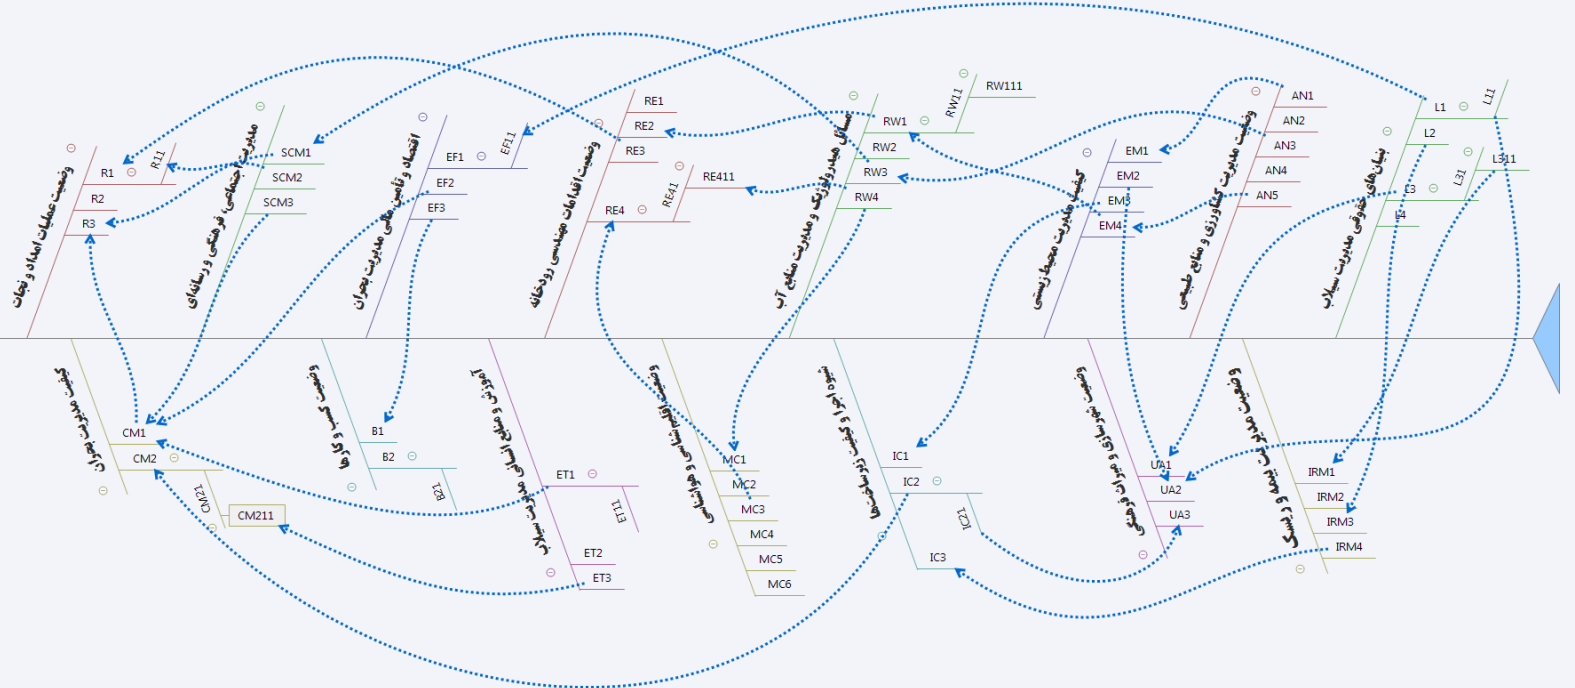 وضعیت عملیات امداد و نجات
R1
R11
R2
R3
مدیریت اجتماعی، فرهنگی و رسانه‌ای
SCM1
SCM2
SCM3
اقتصاد و تأمین مالی مدیریت بحران
EF1
EF11
EF2
EF3
وضعیت اقدامات مهندسی رودخانه
RE1
RE2
RE3
RE4
RE41
RE411
مسائل هیدرولوژیک و مدیریت منابع آب
RW1
RW11
RW111
RW2
RW3
RW4
کیفیت مدیریت محیط زیستی
EM1
EM2
EM3
EM4
وضعیت مدیریت کشاورزی و منابع طبیعی
AN1
AN2
AN3
AN4
AN5
بنیان‌های حقوقی مدیریت سیلاب
L1
L11
L2
L3
L31
L311
L4
کیفیت مدیریت بحران
CM1
CM2
CM21
CM211
وضعیت کسب و کارها
B1
B2
B21
آموزش و منابع انسانی مدیریت سیلاب
ET1
ET11
ET2
ET3
وضعیت اقلیم‌شناسی و هواشناسی
MC1
MC2
MC3
MC4
MC5
MC6
شیوه اجرا و کیفیت زیرساخت‌ها
IC1
IC2
IC21
IC3
وضعیت شهرسازی و میراث فرهنگی
UA1
UA2
UA3
وضعیت مدیریت بیمه و ریسک
IRM1
IRM2
IRM3
IRM4